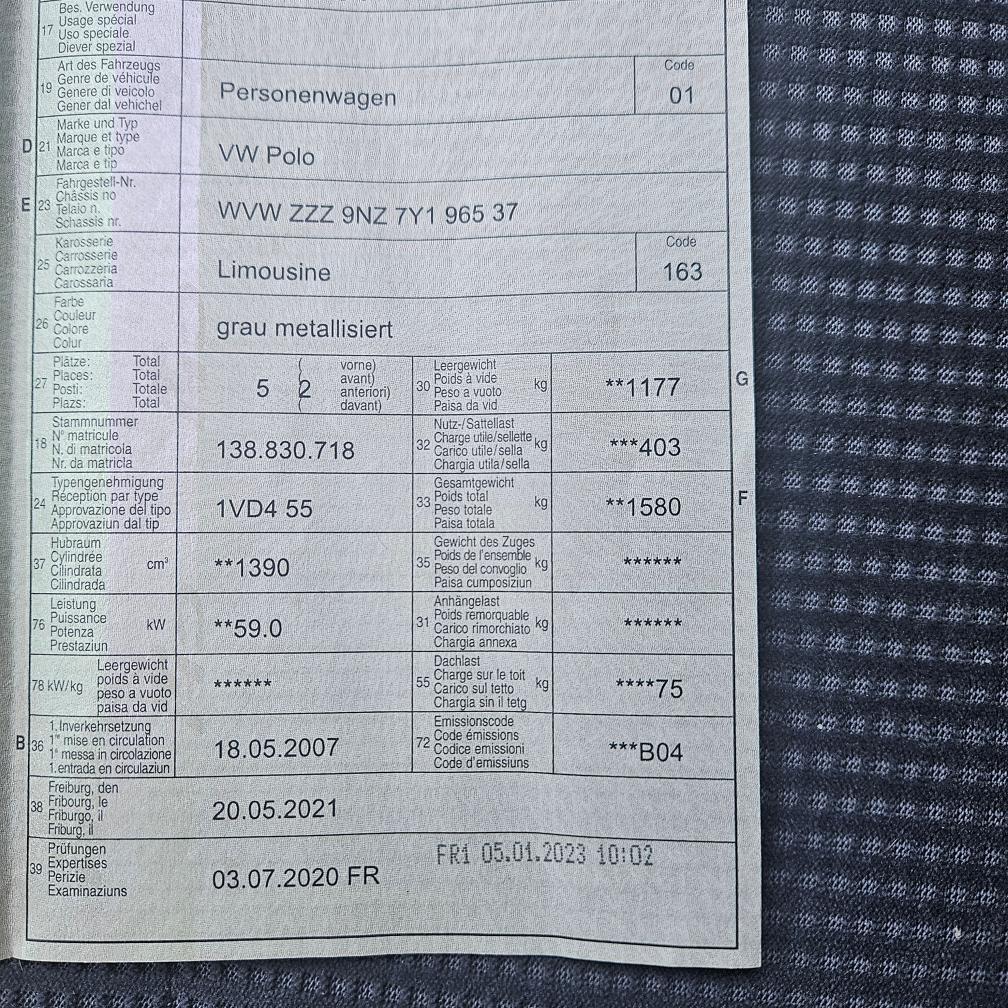 Bes. Verwendung
17 Usage spécial
Uso speciale
Diever spezial
Art des Fahrzeugs
19 Genre de véhicule
Genere di veicolo
Gener dal vehichel
Personenwagen
Code
01
Marke und Typ
D 21 Marque et type
Marca e tipo
Marca e tip
VW Polo
Fahrgestell-Nr.
E 23 Châssis no
Telaio n.
Schassis nr.
WVW ZZZ 9NZ 7Y1 965 37
Karosserie
25 Carrosserie
Carrozzeria
Carossaria
Limousine
Code
163
Farbe
26 Couleur
Colore
Colur
grau metallisiert
Plätze: Total
27 Places: Total
Posti: Totale
Plazs: Total
5 ( 2 ( vorne)
avant)
anteriori)
davant)
Leergewicht
30 Poids à vide kg
Peso a vuoto
Paisa da vid
**1177
G
Stammnummer
18 N° matricule
N. di matricola
Nr. da matricla
138.830.718
Nutz-/Sattellast
32 Charge utile/sellette kg
Carico utile/sella
Chargia utila/sella
***403
Typengenehmigung
24 Réception par type
Approvazione del tipo
Approvaziun dal tip
1VD4 55
Gesamtgewicht
33 Poids total kg
Peso totale
Paisa totala
**1580
F
Hubraum
37 Cylindrée cm³
Cilindrata
Cilindrada
**1390
Gewicht des Zuges
35 Poids de l'ensemble kg
Peso del convoglio
Paisa cumposiziun
******
Leistung
76 Puissance kW
Potenza
Prestaziun
**59.0
Anhängelast
31 Poids remorquable kg
Carico rimorchiato
Chargia annexa
******
Leergewicht
78 kW/kg poids à vide
peso a vuoto
paisa da vid
******
Dachlast
55 Charge sur le toit kg
Carico sul tetto
Chargia sin il tetg
****75
1.Inverkehrsetzung
B 36 1re mise en circulation
1a messa in circolazione
1.entrada en circulaziun
18.05.2007
Emissionscode
72 Code émissions
Codice emissioni
Code d'emissiuns
***B04
Freiburg, den
38 Fribourg, le
Friburgo, il
Friburg, il
20.05.2021
Prüfungen
39 Expertises
Perizie
Examinaziuns
03.07.2020 FR
FR1 05.01.2023 10:02